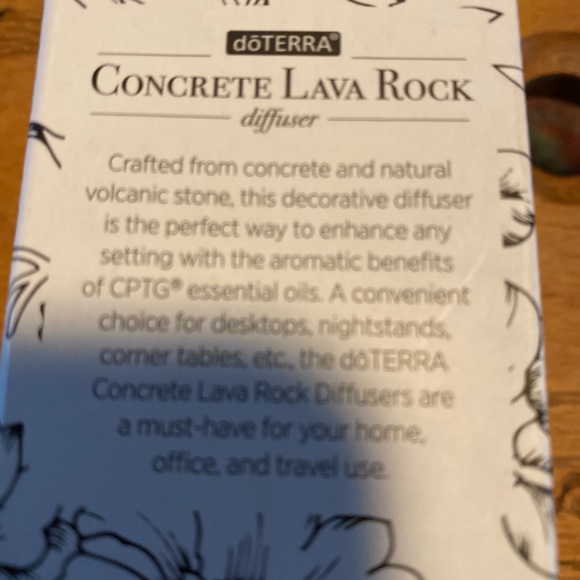 dōTERRA®
CONCRETE LAVA ROCK
diffuser
Crafted from concrete and natural
volcanic stone, this decorative diffuser
is the perfect way to enhance any
setting with the aromatic benefits
of CPTG® essential oils. A convenient
choice for desktops, nightstands,
corner tables, etc., the dōTERRA
Concrete Lava Rock Diffusers are
a must-have for your home,
office, and travel use.